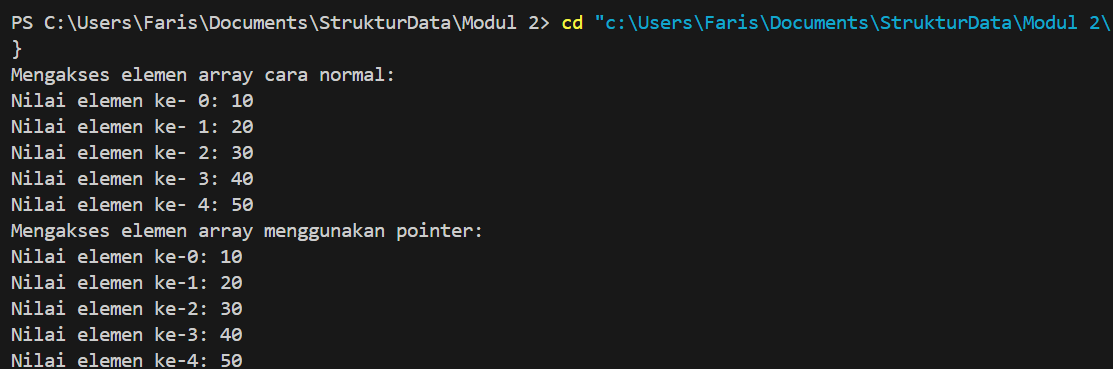 PS C:\Users\Faris\Documents\StrukturData\Modul 2> cd "c:\Users\Faris\Documents\StrukturData\Modul 2\
}
Mengakses elemen array cara normal:
Nilai elemen ke- 0: 10
Nilai elemen ke- 1: 20
Nilai elemen ke- 2: 30
Nilai elemen ke- 3: 40
Nilai elemen ke- 4: 50
Mengakses elemen array menggunakan pointer:
Nilai elemen ke-0: 10
Nilai elemen ke-1: 20
Nilai elemen ke-2: 30
Nilai elemen ke-3: 40
Nilai elemen ke-4: 50